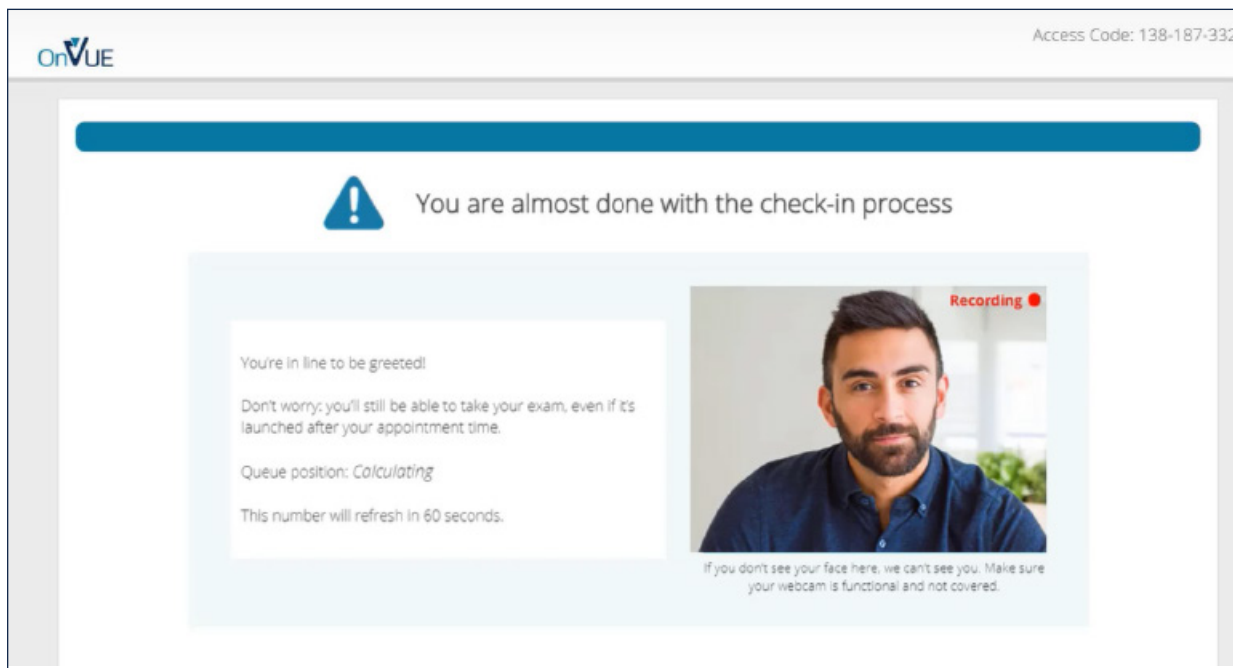 OnVUE
Access Code: 138-187-332
You are almost done with the check-in process
You're in line to be greeted!
Don't worry; you'll still be able to take your exam, even if it's
launched after your appointment time.
Queue position: Calculating
This number will refresh in 60 seconds.
Recording
If you don't see your face here, we can't see you. Make sure
your webcam is functional and not covered.